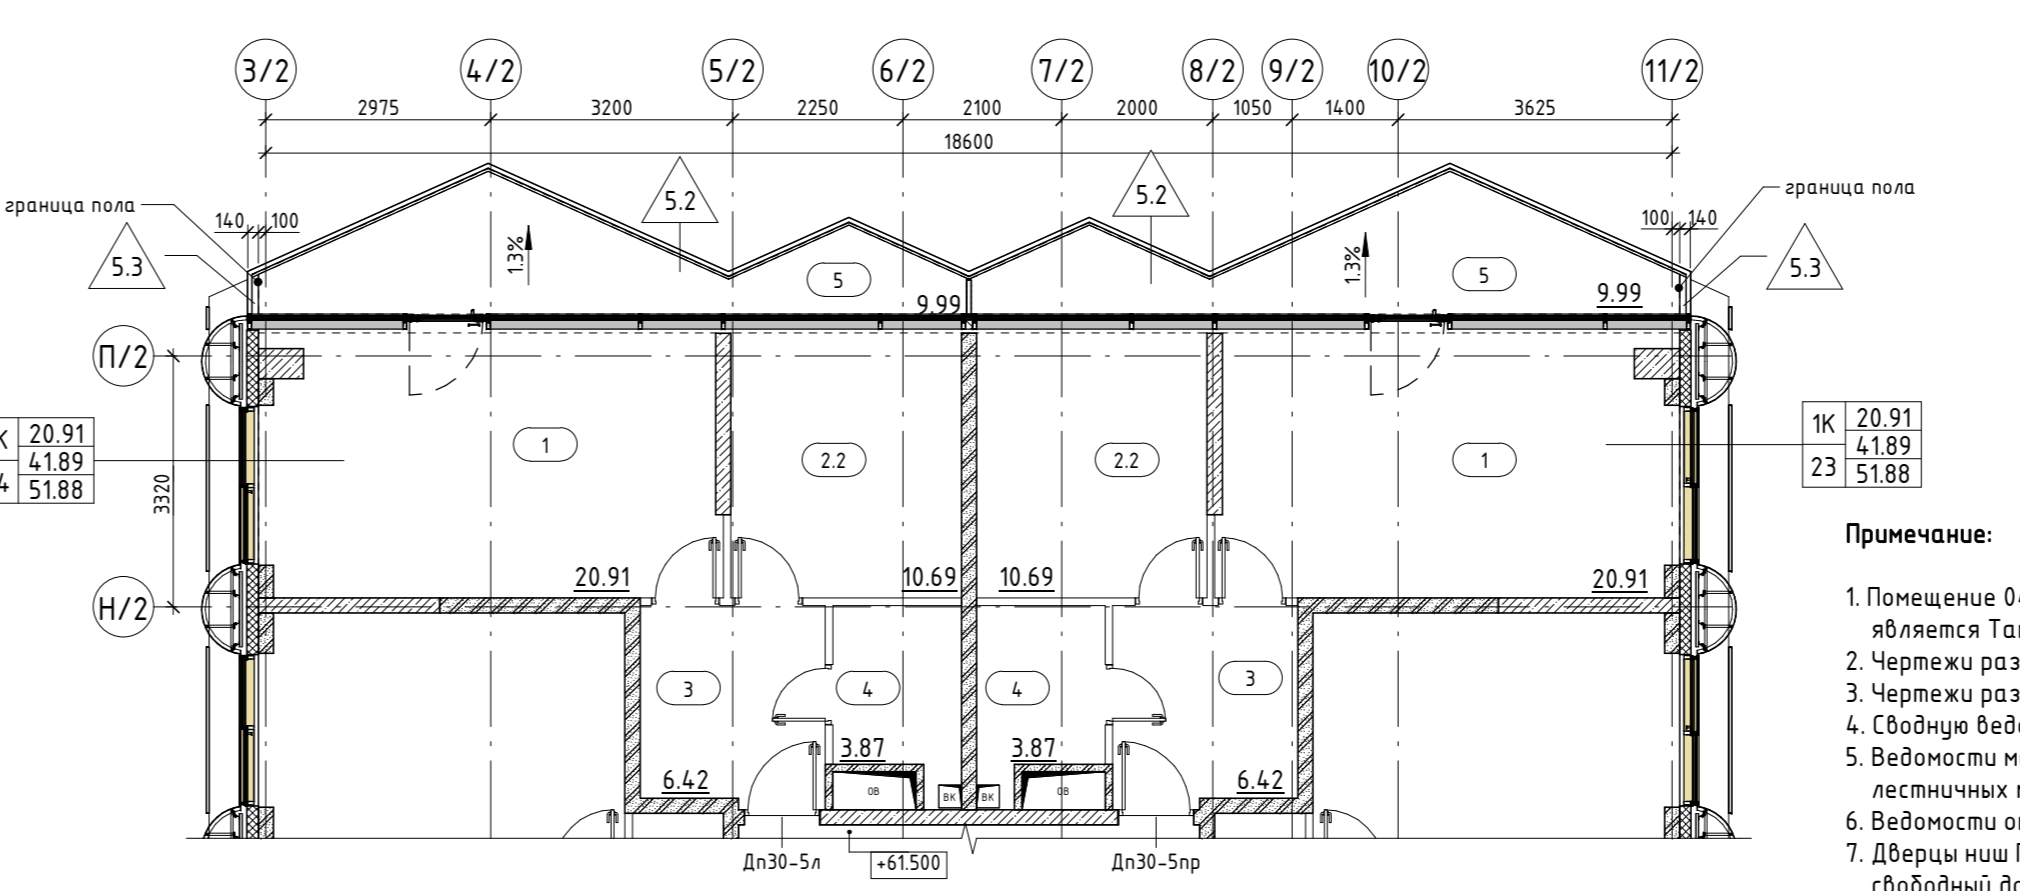 3/2 4/2 5/2 6/2 7/2 8/2 9/2 10/2 11/2
2975 3200 2250 2100 2000 1050 1400 3625
18600
граница пола 5.2 5.2 граница пола
140 100 100 140
5.3 1.3% 1.3% 5.3
5 5
9.99 9.99
П/2
1 2.2 2.2 1
К 20.91
41.89
4 51.88
1К 20.91
41.89
23 51.88
3320
Н/2
20.91 10.69 10.69 20.91
3 4 4 3
3.87 3.87
6.42 ОВ ВК ВК ОВ 6.42
Дп30-5л +61.500 Дп30-5пр
Примечание:
1. Помещение
является
2. Чертежи
3. Чертежи
4. Сводную
5. Ведомости
лестничных
6. Ведомости
7. Дверцы ниш
свободный